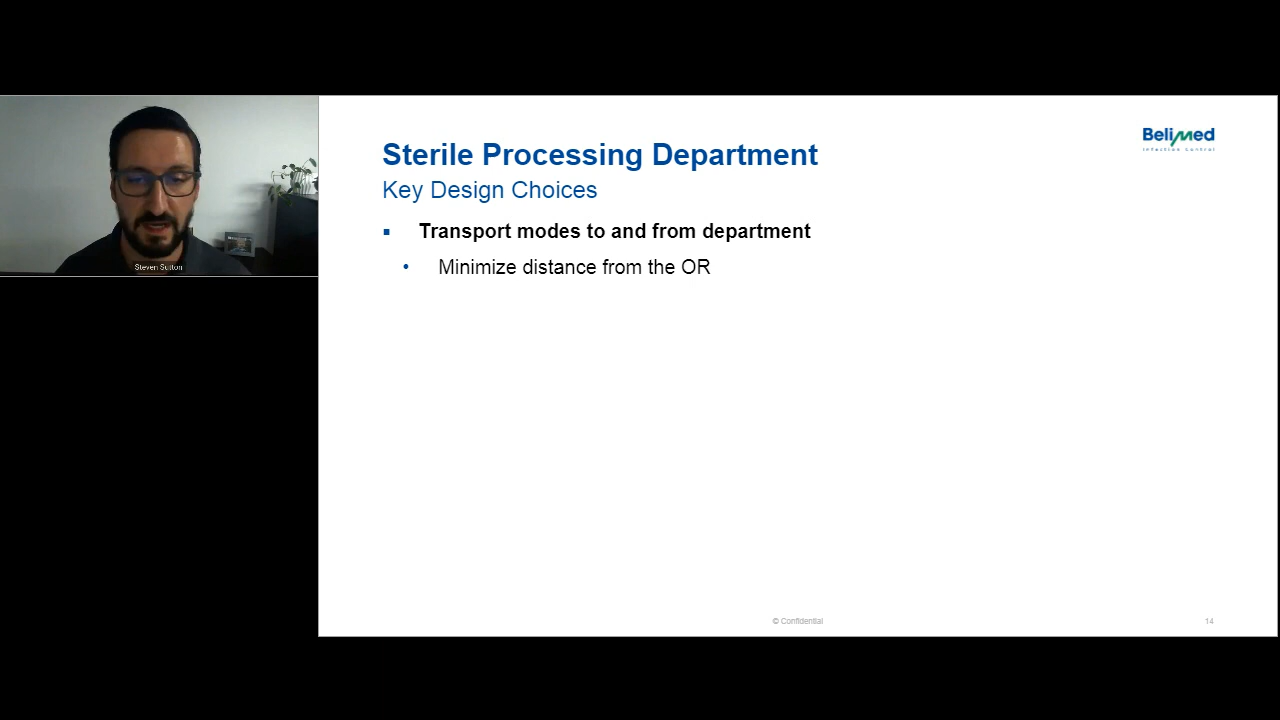 Steven Sutton
Belimed
Infection Control
Sterile Processing Department
Key Design Choices
▪ Transport modes to and from department
• Minimize distance from the OR
© Confidential
14